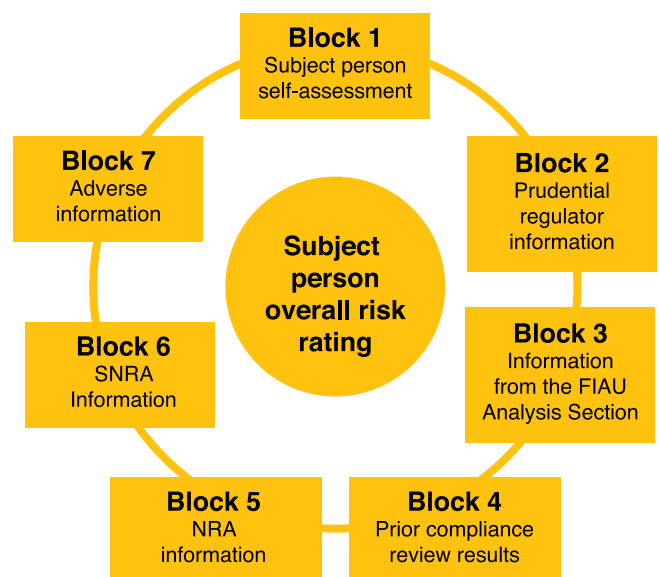 Block 1
Subject person
self-assessment
Block 2
Prudential
regulator
information
Block 3
Information
from the FIAU
Analysis Section
Block 4
Prior compliance
review results
Block 5
NRA
information
Block 6
SNRA
Information
Block 7
Adverse
information
Subject
person
overall risk
rating